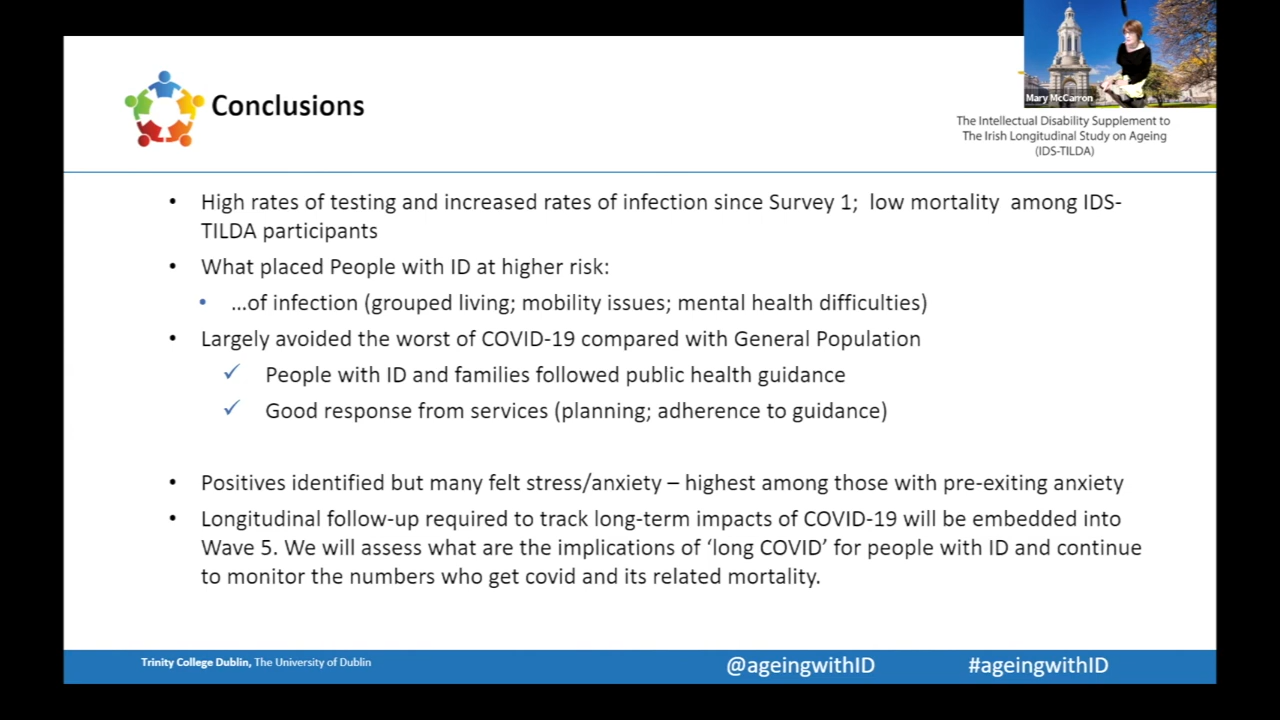 Conclusions
Mary McCarron
The Intellectual Disability Supplement to
The Irish Longitudinal Study on Ageing
(IDS-TILDA)
• High rates of testing and increased rates of infection since Survey 1; low mortality among IDS-
TILDA participants
• What placed People with ID at higher risk:
• ...of infection (grouped living; mobility issues; mental health difficulties)
• Largely avoided the worst of COVID-19 compared with General Population
✓ People with ID and families followed public health guidance
✓ Good response from services (planning; adherence to guidance)
• Positives identified but many felt stress/anxiety – highest among those with pre-exiting anxiety
• Longitudinal follow-up required to track long-term impacts of COVID-19 will be embedded into
Wave 5. We will assess what are the implications of ‘long COVID’ for people with ID and continue
to monitor the numbers who get covid and its related mortality.
Trinity College Dublin, The University of Dublin
@ageingwithID
#ageingwithID